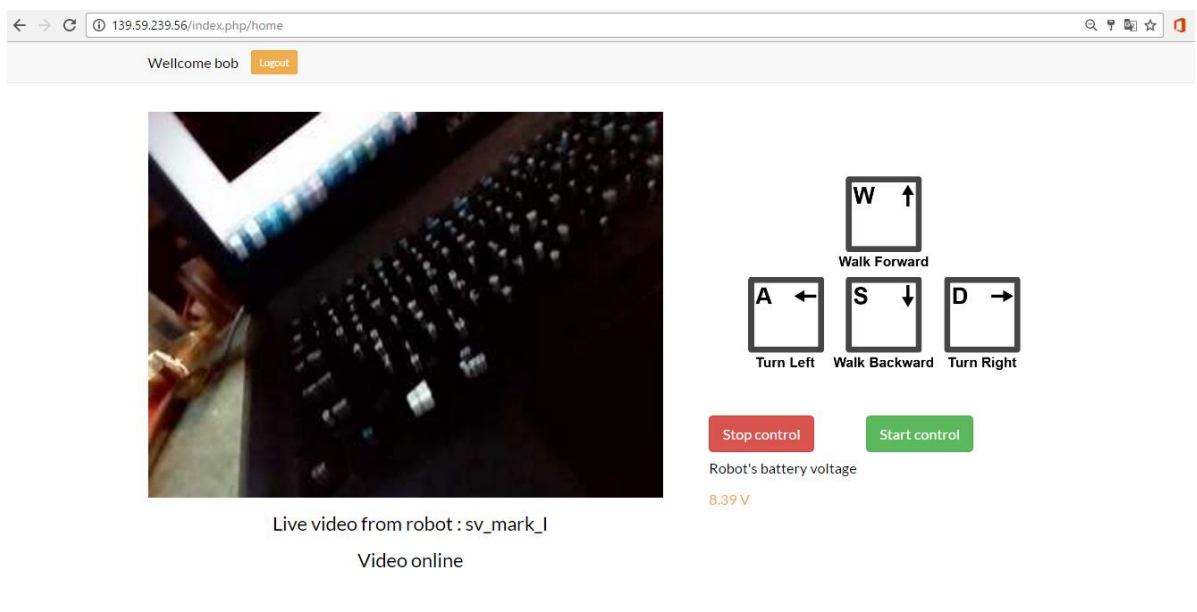 139.59.239.56/index.php/home
Wellcome bob Logout
W
Walk Forward
A S D
Turn Left Walk Backward Turn Right
Stop control Start control
Robot's battery voltage
8.39 V
Live video from robot : sv_mark_I
Video online